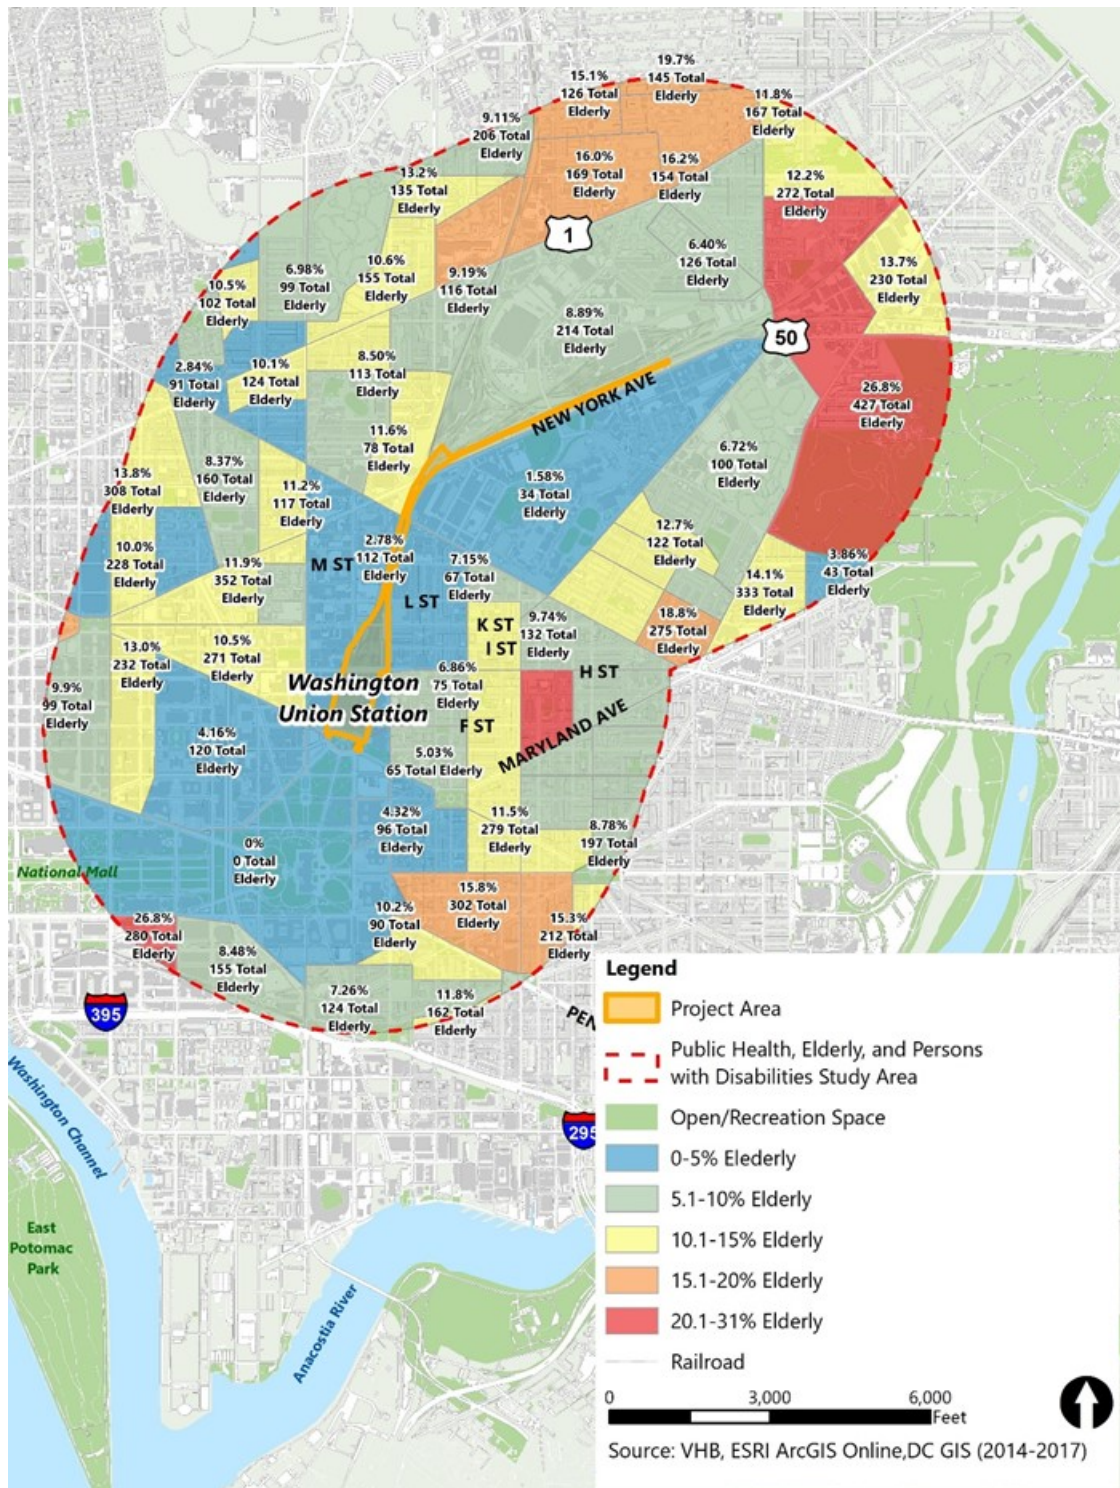 19.7%
145 Total
Elderly
15.1%
126 Total
Elderly
11.8%
167 Total
Elderly
9.11%
206 Total
Elderly
16.0%
169 Total
Elderly
16.2%
154 Total
Elderly
13.2%
135 Total
Elderly
12.2%
272 Total
Elderly
1
6.40%
126 Total
Elderly
13.7%
230 Total
Elderly
10.6%
155 Total
Elderly
6.98%
99 Total
Elderly
9.19%
116 Total
Elderly
10.5%
102 Total
Elderly
8.89%
214 Total
Elderly
50
8.50%
113 Total
Elderly
10.1%
124 Total
Elderly
2.84%
91 Total
Elderly
26.8%
427 Total
Elderly
NEW YORK AVE
11.6%
78 Total
Elderly
6.72%
100 Total
Elderly
8.37%
160 Total
Elderly
13.8%
308 Total
Elderly
11.2%
117 Total
Elderly
1.58%
34 Total
Elderly
12.7%
122 Total
Elderly
2.78%
112 Total
Elderly
10.0%
228 Total
Elderly
11.9%
352 Total
Elderly
M ST
7.15%
67 Total
Elderly
3.86%
43 Total
Elderly
14.1%
333 Total
Elderly
L ST
18.8%
275 Total
Elderly
9.74%
132 Total
Elderly
K ST
I ST
13.0%
232 Total
Elderly
10.5%
271 Total
Elderly
6.86%
75 Total
Elderly
H ST
Washington
Union Station
9.9%
99 Total
Elderly
F ST
MARYLAND AVE
4.16%
120 Total
Elderly
5.03%
65 Total Elderly
4.32%
96 Total
Elderly
11.5%
279 Total
Elderly
8.78%
197 Total
Elderly
0%
0 Total
Elderly
National Mall
15.8%
302 Total
Elderly
10.2%
90 Total
Elderly
26.8%
280 Total
Elderly
15.3%
212 Total
Elderly
8.48%
155 Total
Elderly
7.26%
124 Total
Elderly
11.8%
162 Total
Elderly
395
PEN
295
Washington Channel
East
Potomac
Park
Anacostia River
Legend
Project Area
Public Health, Elderly, and Persons
with Disabilities Study Area
Open/Recreation Space
0-5% Elederly
5.1-10% Elderly
10.1-15% Elderly
15.1-20% Elderly
20.1-31% Elderly
Railroad
0 3,000 6,000
Feet
Source: VHB, ESRI ArcGIS Online,DC GIS (2014-2017)